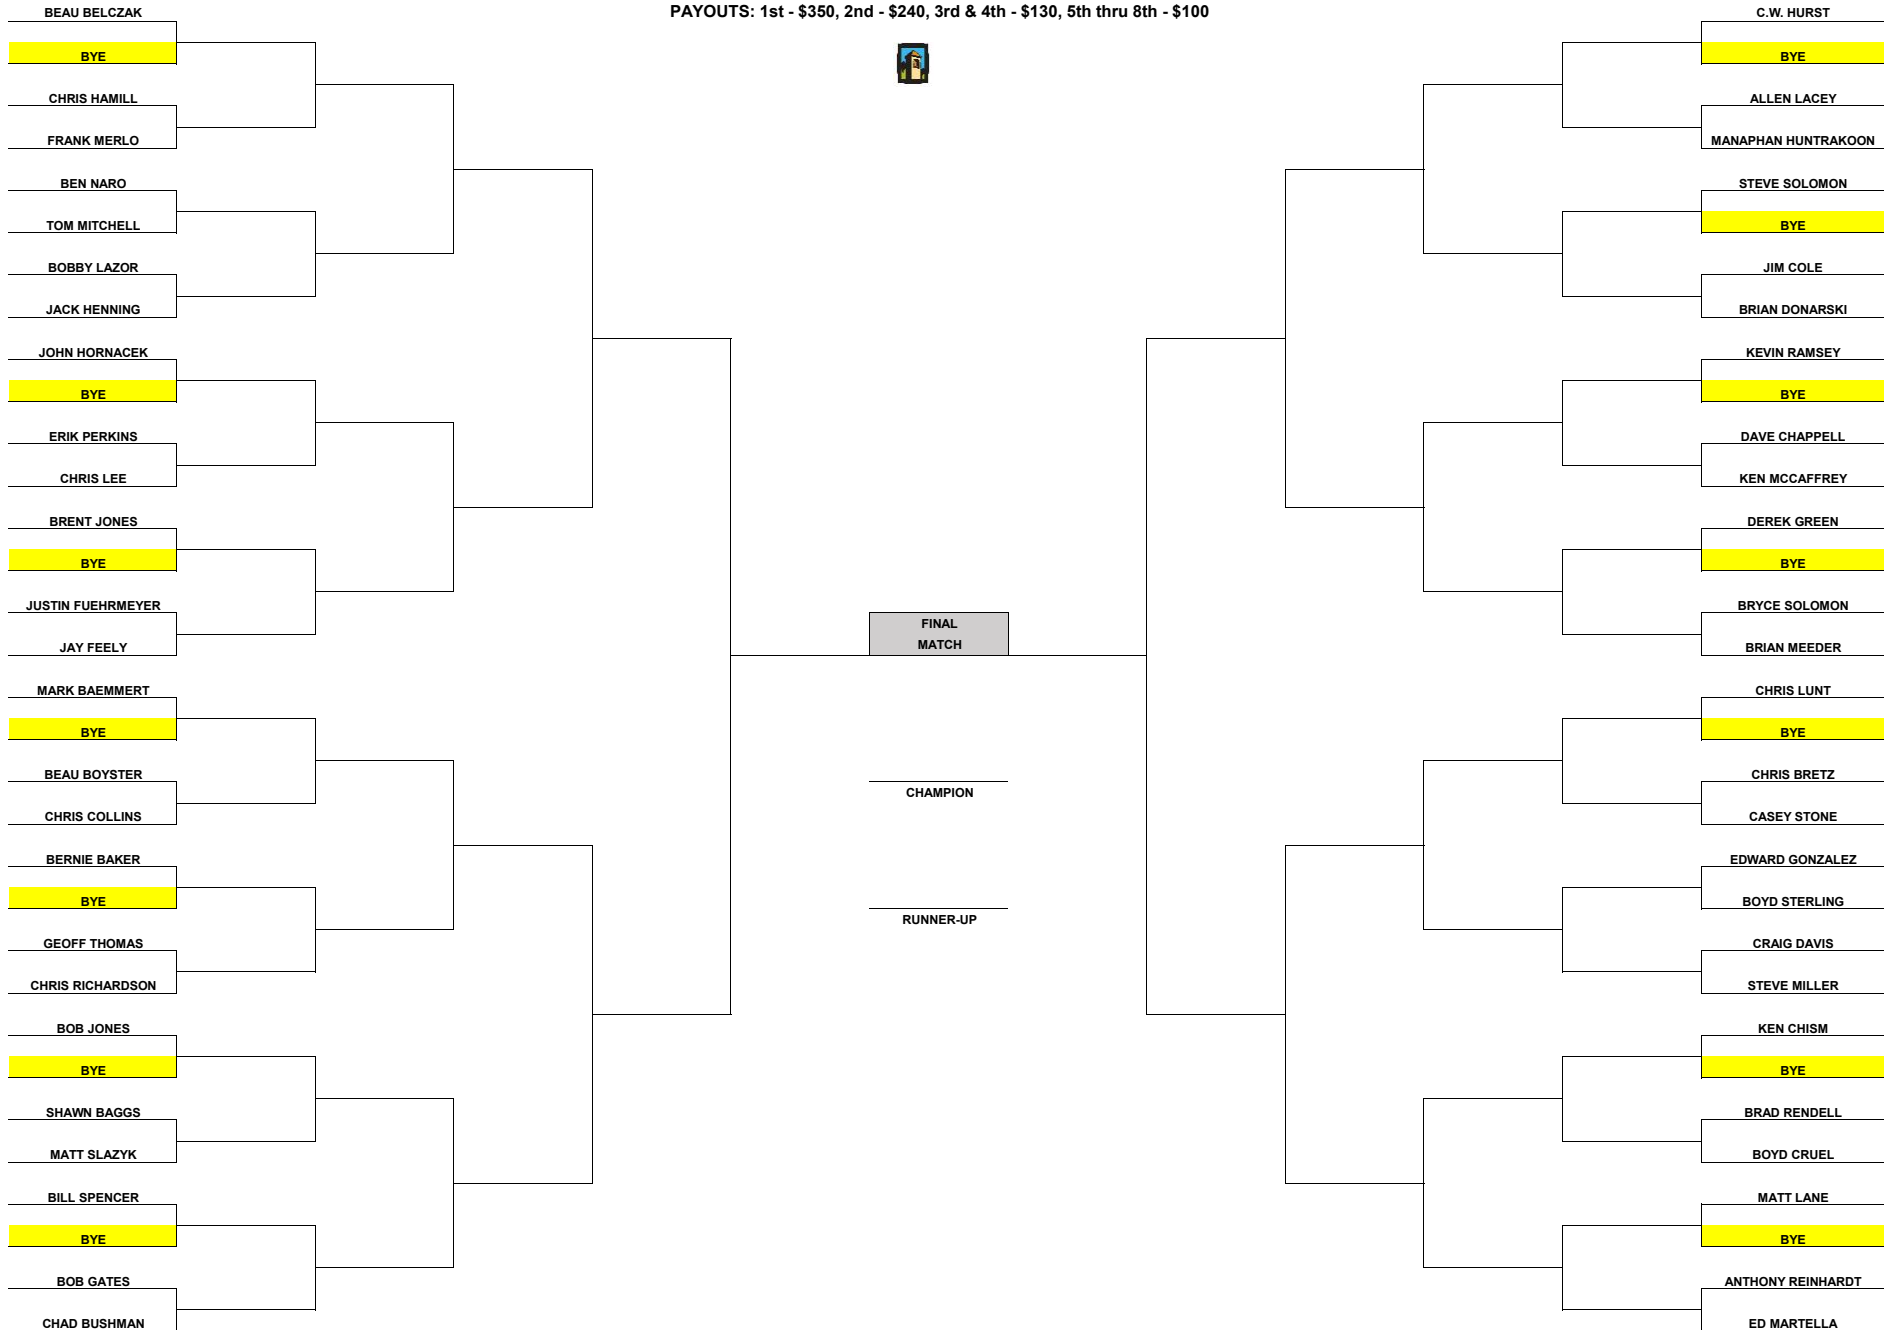 PAYOUTS: 1st - $350, 2nd - $240, 3rd & 4th - $130, 5th thru 8th - $100
BEAU BELCZAK
BYE
CHRIS HAMILL
FRANK MERLO
BEN NARO
TOM MITCHELL
BOBBY LAZOR
JACK HENNING
JOHN HORNACEK
BYE
ERIK PERKINS
CHRIS LEE
BRENT JONES
BYE
JUSTIN FUEHRMEYER
JAY FEELY
MARK BAEMMERT
BYE
BEAU BOYSTER
CHRIS COLLINS
BERNIE BAKER
BYE
GEOFF THOMAS
CHRIS RICHARDSON
BOB JONES
BYE
SHAWN BAGGS
MATT SLAZYK
BILL SPENCER
BYE
BOB GATES
CHAD BUSHMAN
FINAL
MATCH
CHAMPION
RUNNER-UP
C.W. HURST
BYE
ALLEN LACEY
MANAPHAN HUNTRAKOON
STEVE SOLOMON
BYE
JIM COLE
BRIAN DONARSKI
KEVIN RAMSEY
BYE
DAVE CHAPPELL
KEN MCCAFFREY
DEREK GREEN
BYE
BRYCE SOLOMON
BRIAN MEEDER
CHRIS LUNT
BYE
CHRIS BRETZ
CASEY STONE
EDWARD GONZALEZ
BOYD STERLING
CRAIG DAVIS
STEVE MILLER
KEN CHISM
BYE
BRAD RENDELL
BOYD CRUEL
MATT LANE
BYE
ANTHONY REINHARDT
ED MARTELLA